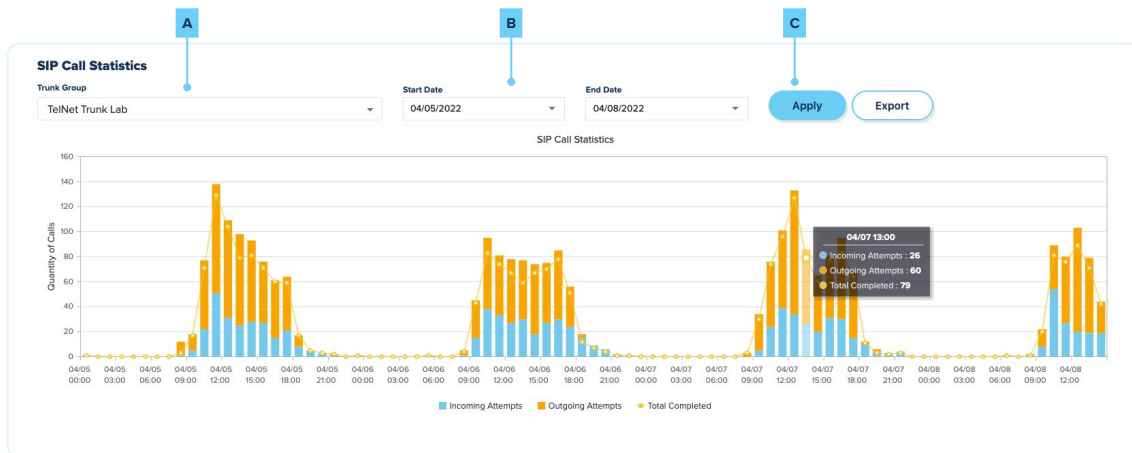 A B C
SIP Call Statistics
Trunk Group Start Date End Date
TelNet Trunk Lab 04/05/2022 04/08/2022 Apply Export
SIP Call Statistics
160
140
120
100
80
60
40
20
0
Quantity of Calls
04/07 13:00
Incoming Attempts : 26
Outgoing Attempts : 60
Total Completed : 79
04/05 04/05 04/05 04/05 04/05 04/05 04/05 04/05 04/06 04/06 04/06 04/06 04/06 04/06 04/06 04/06 04/07 04/07 04/07 04/07 04/07 04/07 04/07 04/07 04/08 04/08 04/08 04/08 04/08
00:00 03:00 06:00 09:00 12:00 15:00 18:00 21:00 00:00 03:00 06:00 09:00 12:00 15:00 18:00 21:00 00:00 03:00 06:00 09:00 12:00 15:00 18:00 21:00 00:00 03:00 06:00 09:00 12:00
Incoming Attempts Outgoing Attempts Total Completed